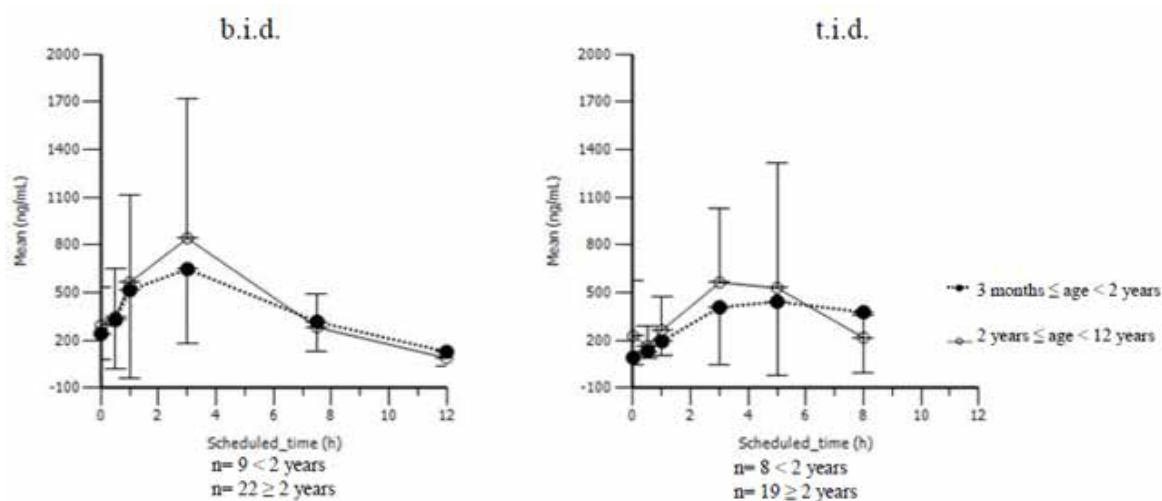 b.i.d.
2000
1700
1400
1100
800
500
200
-100
Mean (ng/mL)
0 2 4 6 8 10 12
Scheduled_time (h)
n= 9 < 2 years
n= 22 ≥ 2 years
t.i.d.
2000
1700
1400
1100
800
500
200
-100
Mean (ng/mL)
0 2 4 6 8 10 12
Scheduled_time (h)
n= 8 < 2 years
n= 19 ≥ 2 years
3 months ≤ age < 2 years
2 years ≤ age < 12 years